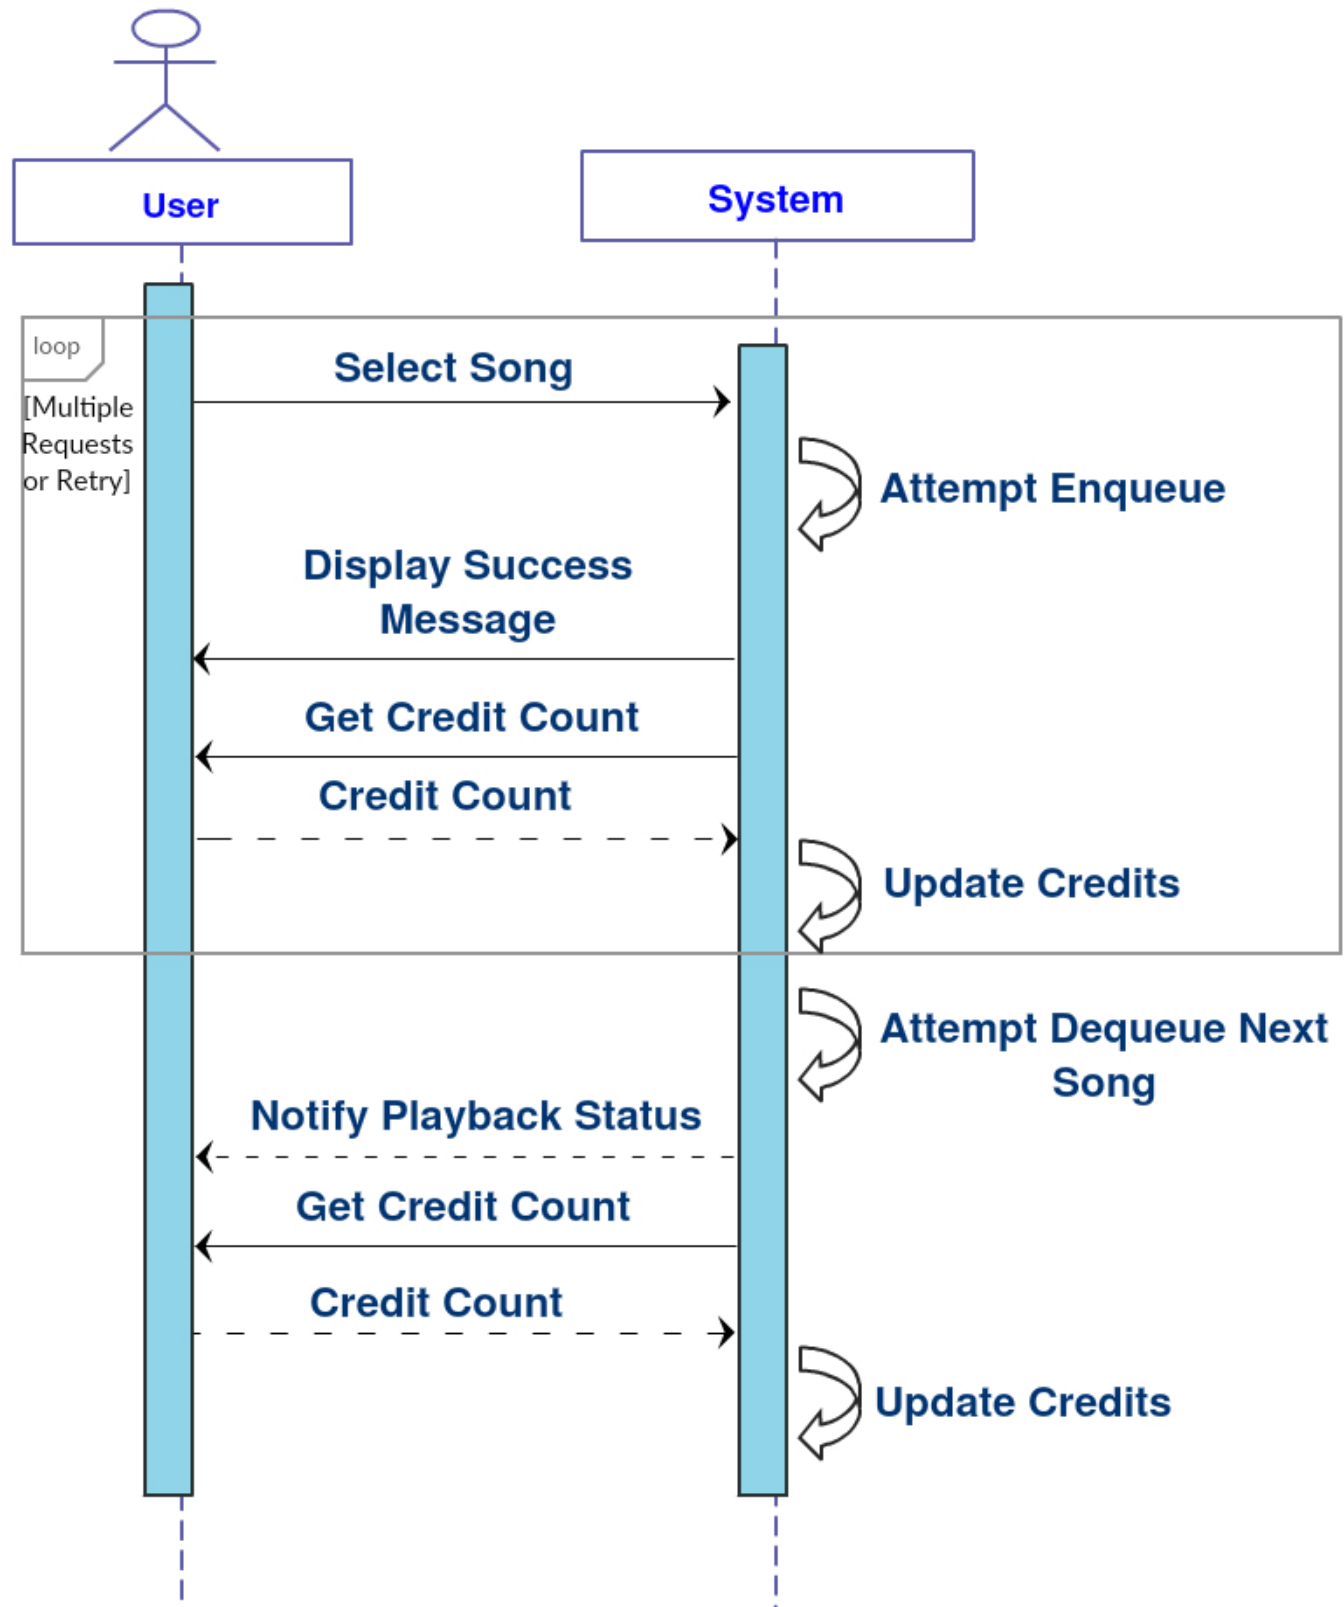 User
System
loop
[Multiple
Requests
or Retry]
Select Song
Attempt Enqueue
Display Success
Message
Get Credit Count
Credit Count
Update Credits
Attempt Dequeue Next
Song
Notify Playback Status
Get Credit Count
Credit Count
Update Credits